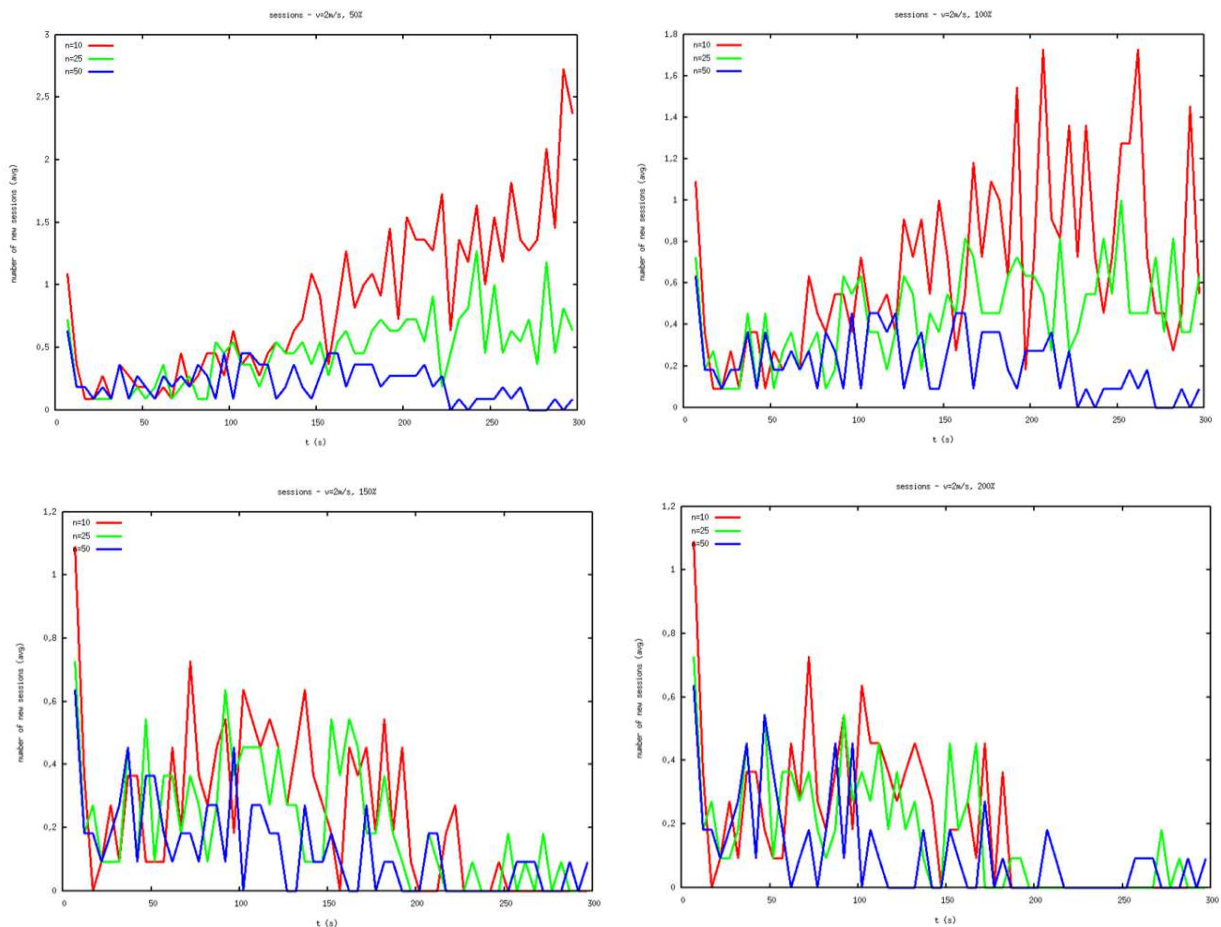 sessions - v=2m/s, 50%
3
2,5
2
1,5
1
0,5
0
n=10
n=25
n=50
number of new sessions (avg)
0 50 100 150 200 250 300
t (s)
sessions - v=2m/s, 100%
1,8
1,6
1,4
1,2
1
0,8
0,6
0,4
0,2
0
n=10
n=25
n=50
number of new sessions (avg)
0 50 100 150 200 250 300
t (s)
sessions - v=2m/s, 150%
1,2
1
0,8
0,6
0,4
0,2
0
n=10
n=25
n=50
number of new sessions (avg)
0 50 100 150 200 250 300
t (s)
sessions - v=2m/s, 200%
1,2
1
0,8
0,6
0,4
0,2
0
n=10
n=25
n=50
number of new sessions (avg)
0 50 100 150 200 250 300
t (s)